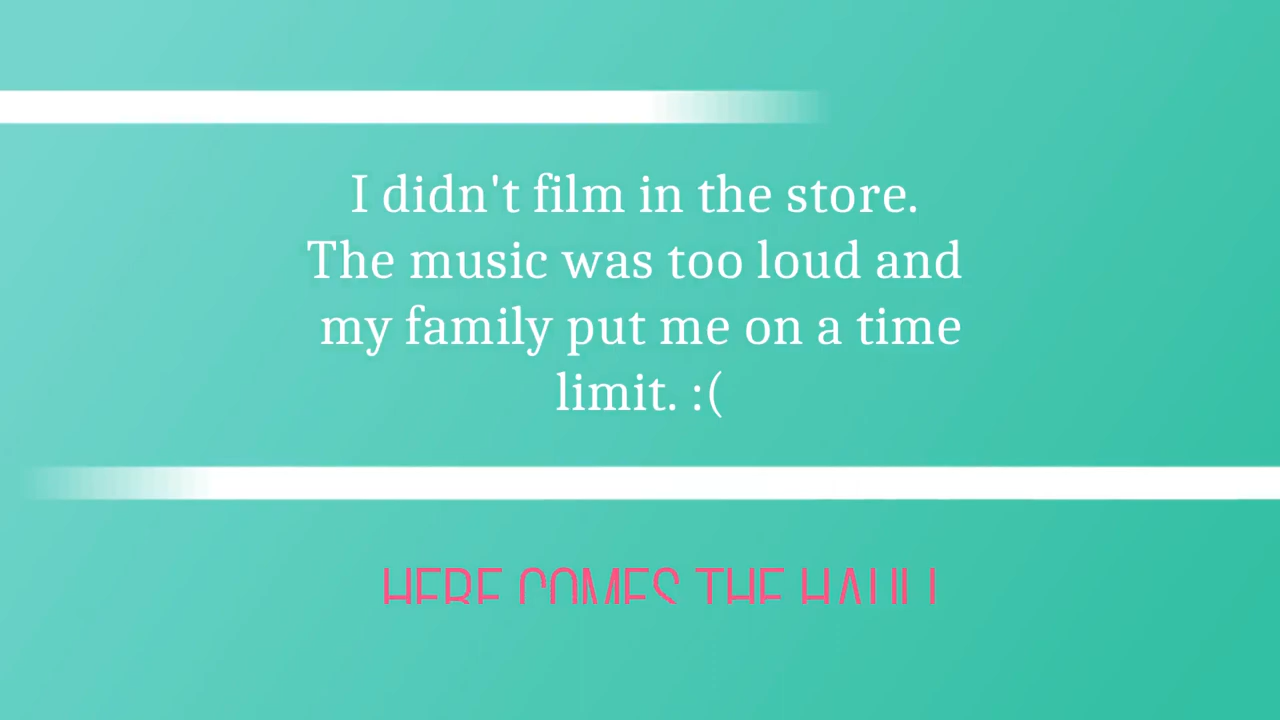 I didn't film in the store.
The music was too loud and
my family put me on a time
limit. :(
HERE COMES THE HAUL!